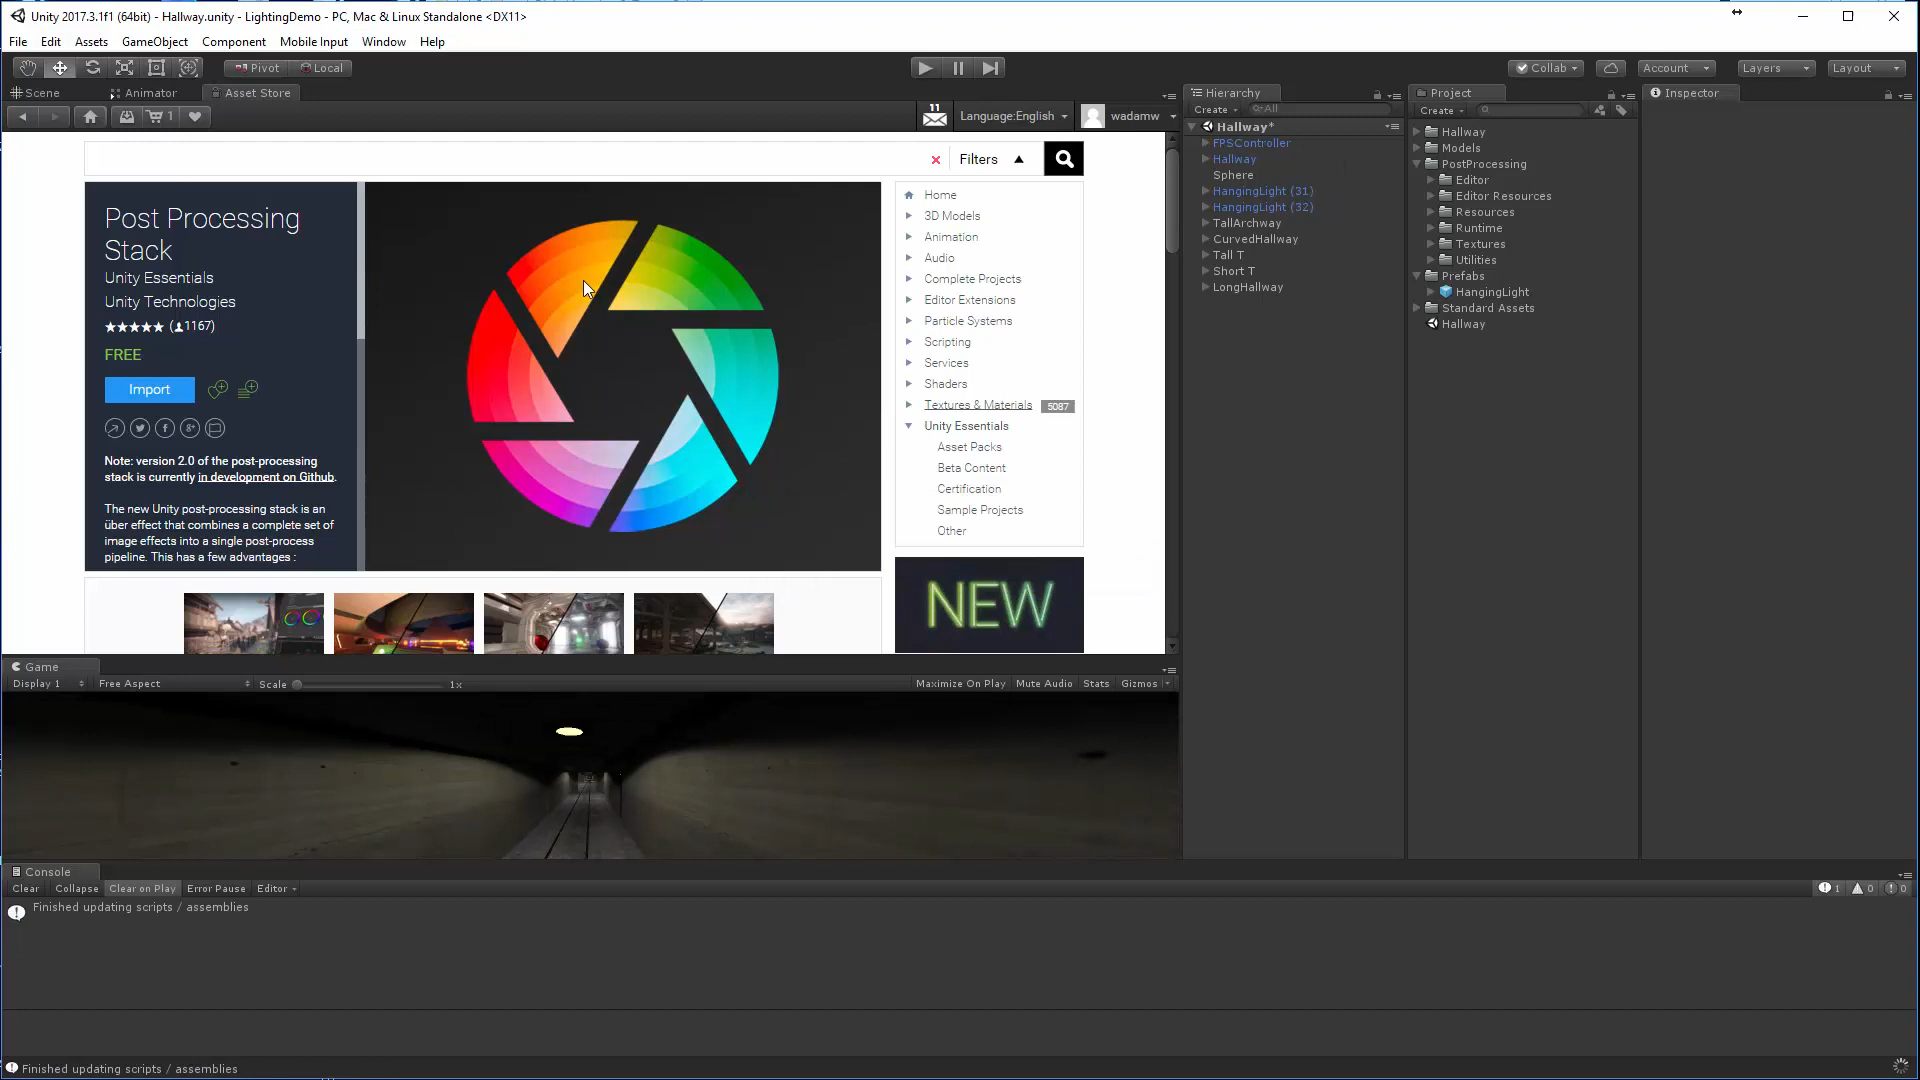 Unity 2017.3.1f1 (64bit) - Hallway.unity - LightingDemo - PC, Mac & Linux Standalone <DX11>
File Edit Assets GameObject Component Mobile Input Window Help
Pivot Local Collab Account Layers Layout
Scene Animator Asset Store
11 1 Language:English wadamw
Filters
Post Processing
Stack
Unity Essentials
Unity Technologies
(1167)
FREE
Import
Note: version 2.0 of the post-processing
stack is currently in development on Github.
The new Unity post-processing stack is an
über effect that combines a complete set of
image effects into a single post-process
pipeline. This has a few advantages :
Home
3D Models
Animation
Audio
Complete Projects
Editor Extensions
Particle Systems
Scripting
Services
Shaders
Textures & Materials 5087
Unity Essentials
Asset Packs
Beta Content
Certification
Sample Projects
Other
NEW
Hierarchy
Create All
Hallway*
FPSController
Hallway
Sphere
HangingLight (31)
HangingLight (32)
TallArchway
CurvedHallway
Tall T
Short T
LongHallway
Project
Create
Hallway
Models
PostProcessing
Editor
Editor Resources
Resources
Runtime
Textures
Utilities
Prefabs
HangingLight
Standard Assets
Hallway
Inspector
Game
Display 1 Free Aspect Scale 1x Maximize On Play Mute Audio Stats Gizmos
Console
Clear Collapse Clear on Play Error Pause Editor 1 0 0
Finished updating scripts / assemblies
Finished updating scripts / assemblies